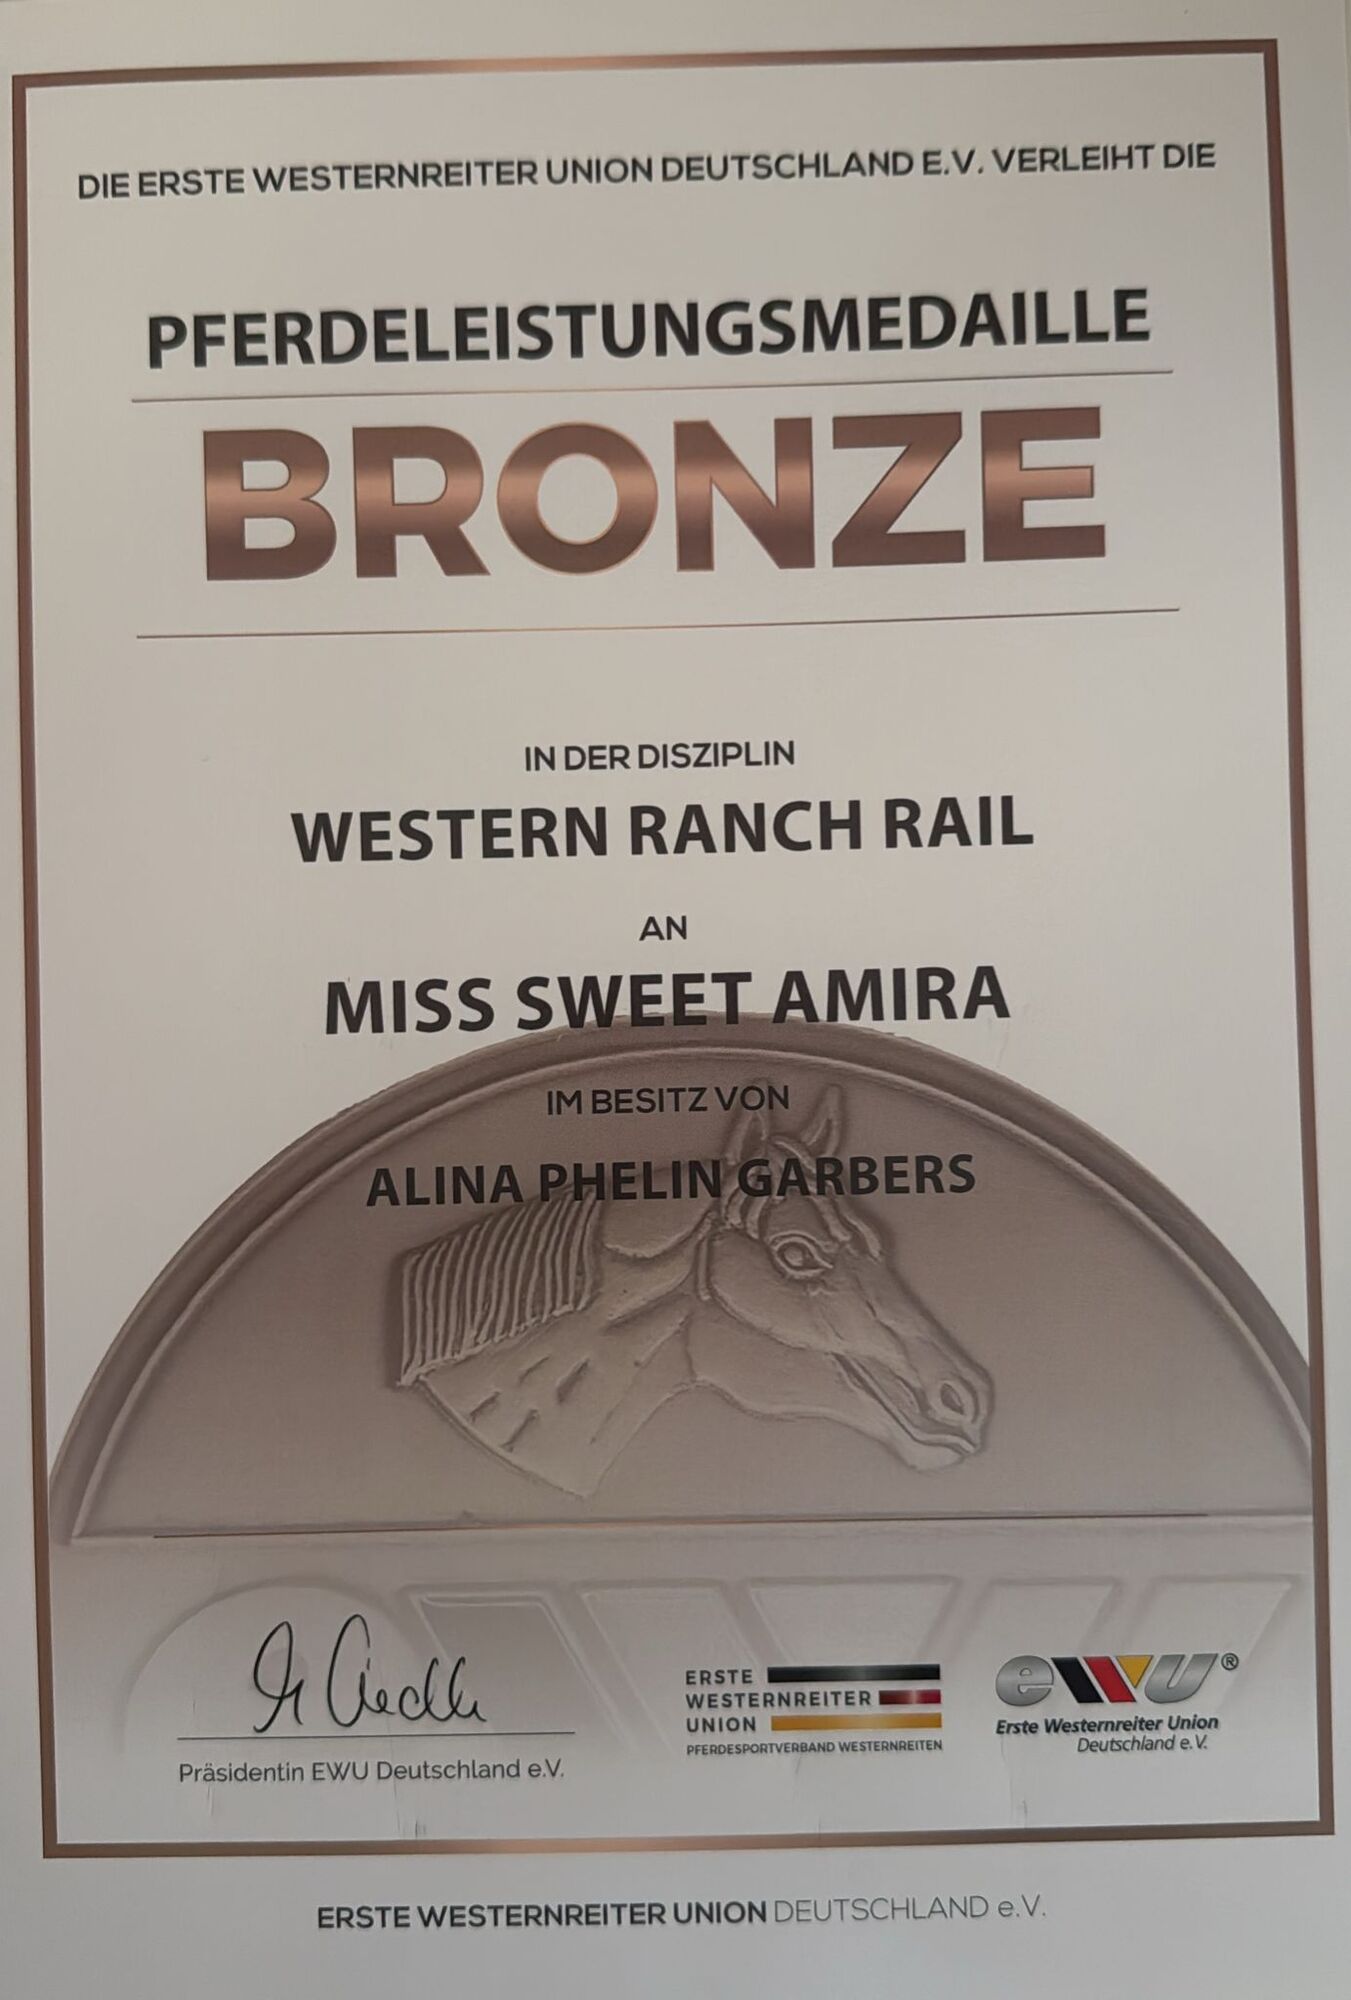 DIE ERSTE WESTERNREITER UNION DEUTSCHLAND E.V. VERLEIHT DIE
PFERDELEISTUNGSMEDAILLE
BRONZE
IN DER DISZIPLIN
WESTERN RANCH RAIL
AN
MISS SWEET AMIRA
IM BESITZ VON
ALINA PHELIN GARBERS
Präsidentin EWU Deutschland e.V.
ERSTE
WESTERNREITER
UNION
PFERDESPORTVERBAND WESTERNREITEN
ewu®
Erste Westernreiter Union
Deutschland e.V.
ERSTE WESTERNREITER UNION DEUTSCHLAND e.V.